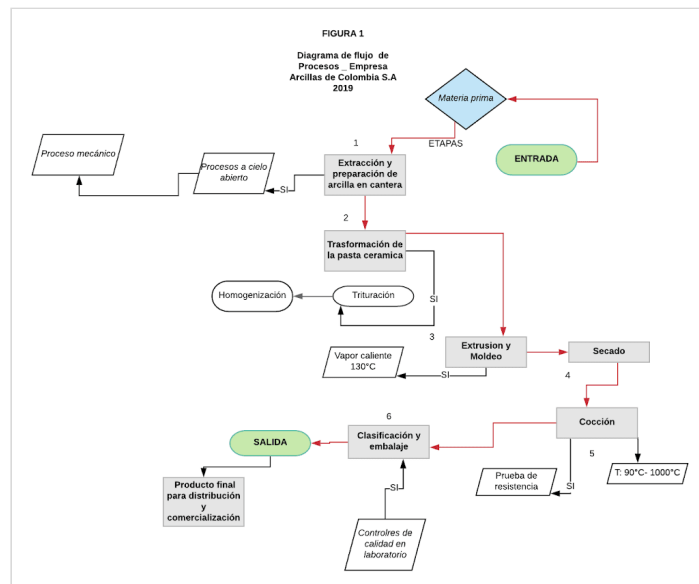 FIGURA 1
Diagrama de flujo de
Procesos _ Empresa
Arcillas de Colombia S.A
2019
Materia prima
ENTRADA
ETAPAS
1
Extracción y
preparación de
arcilla en cantera
SI
Procesos a cielo
abierto
Proceso mecánico
2
Trasformación de
la pasta ceramica
SI
Trituración
Homogenización
3
Extrusion y
Moldeo
SI
Vapor caliente
130°C
Secado
4
Cocción
5
T: 90°C- 1000°C
SI
Prueba de
resistencia
6
Clasificación y
embalaje
SI
Controlres de
calidad en
laboratorio
SALIDA
Producto final
para distribución
y
comercialización